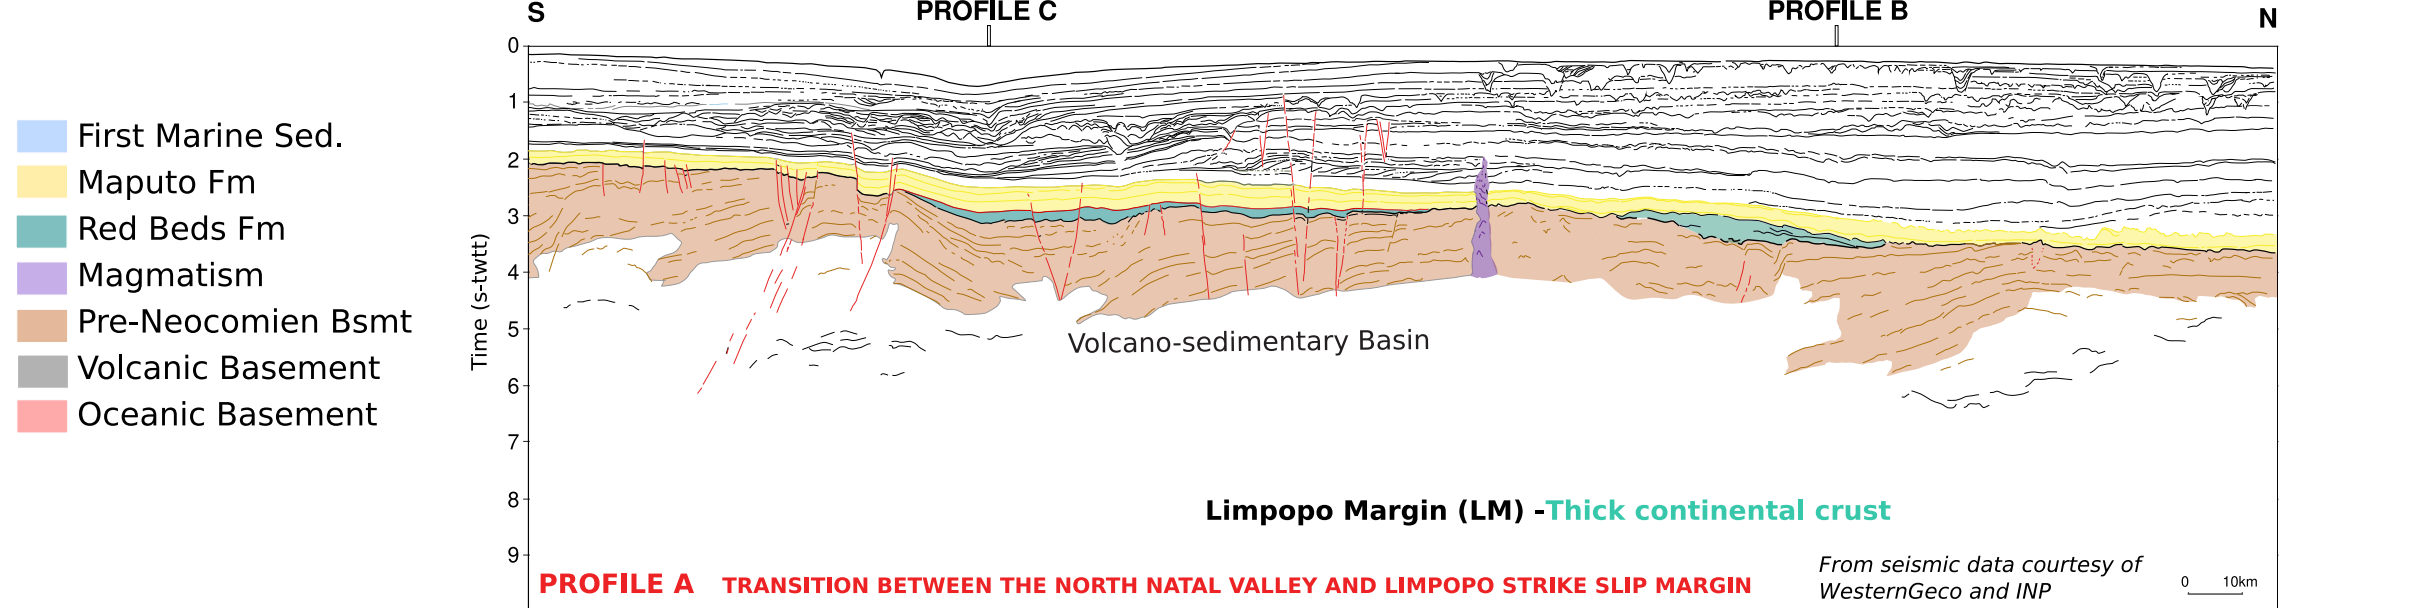 S
PROFILE C
PROFILE B
N
First Marine Sed.
Maputo Fm
Red Beds Fm
Magmatism
Pre-Neocomien Bsmt
Volcanic Basement
Oceanic Basement
Time (s-twtt)
0
1
2
3
4
5
6
7
8
9
Volcano-sedimentary Basin
Limpopo Margin (LM) -Thick continental crust
PROFILE A TRANSITION BETWEEN THE NORTH NATAL VALLEY AND LIMPOPO STRIKE SLIP MARGIN
From seismic data courtesy of
WesternGeco and INP
0 10km